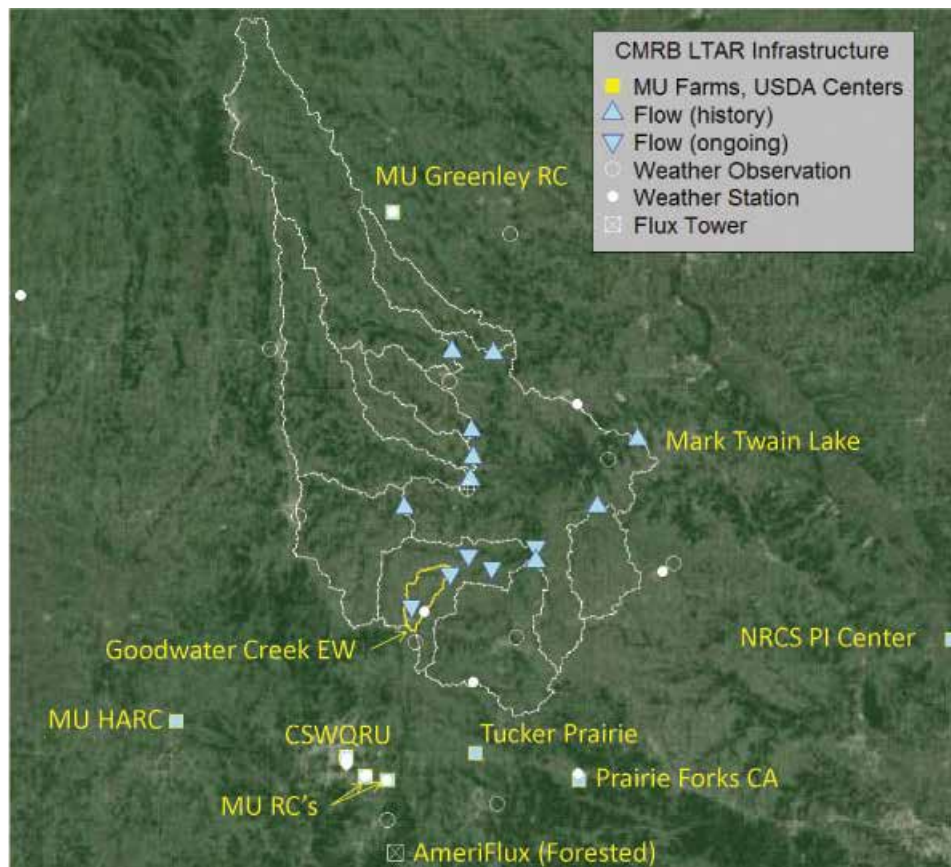 CMRB LTAR Infrastructure
MU Farms, USDA Centers
Flow (history)
Flow (ongoing)
Weather Observation
Weather Station
Flux Tower
MU Greenley RC
Mark Twain Lake
Goodwater Creek EW
NRCS PI Center
MU HARC
CSWQRU
Tucker Prairie
MU RC's
Prairie Forks CA
AmeriFlux (Forested)